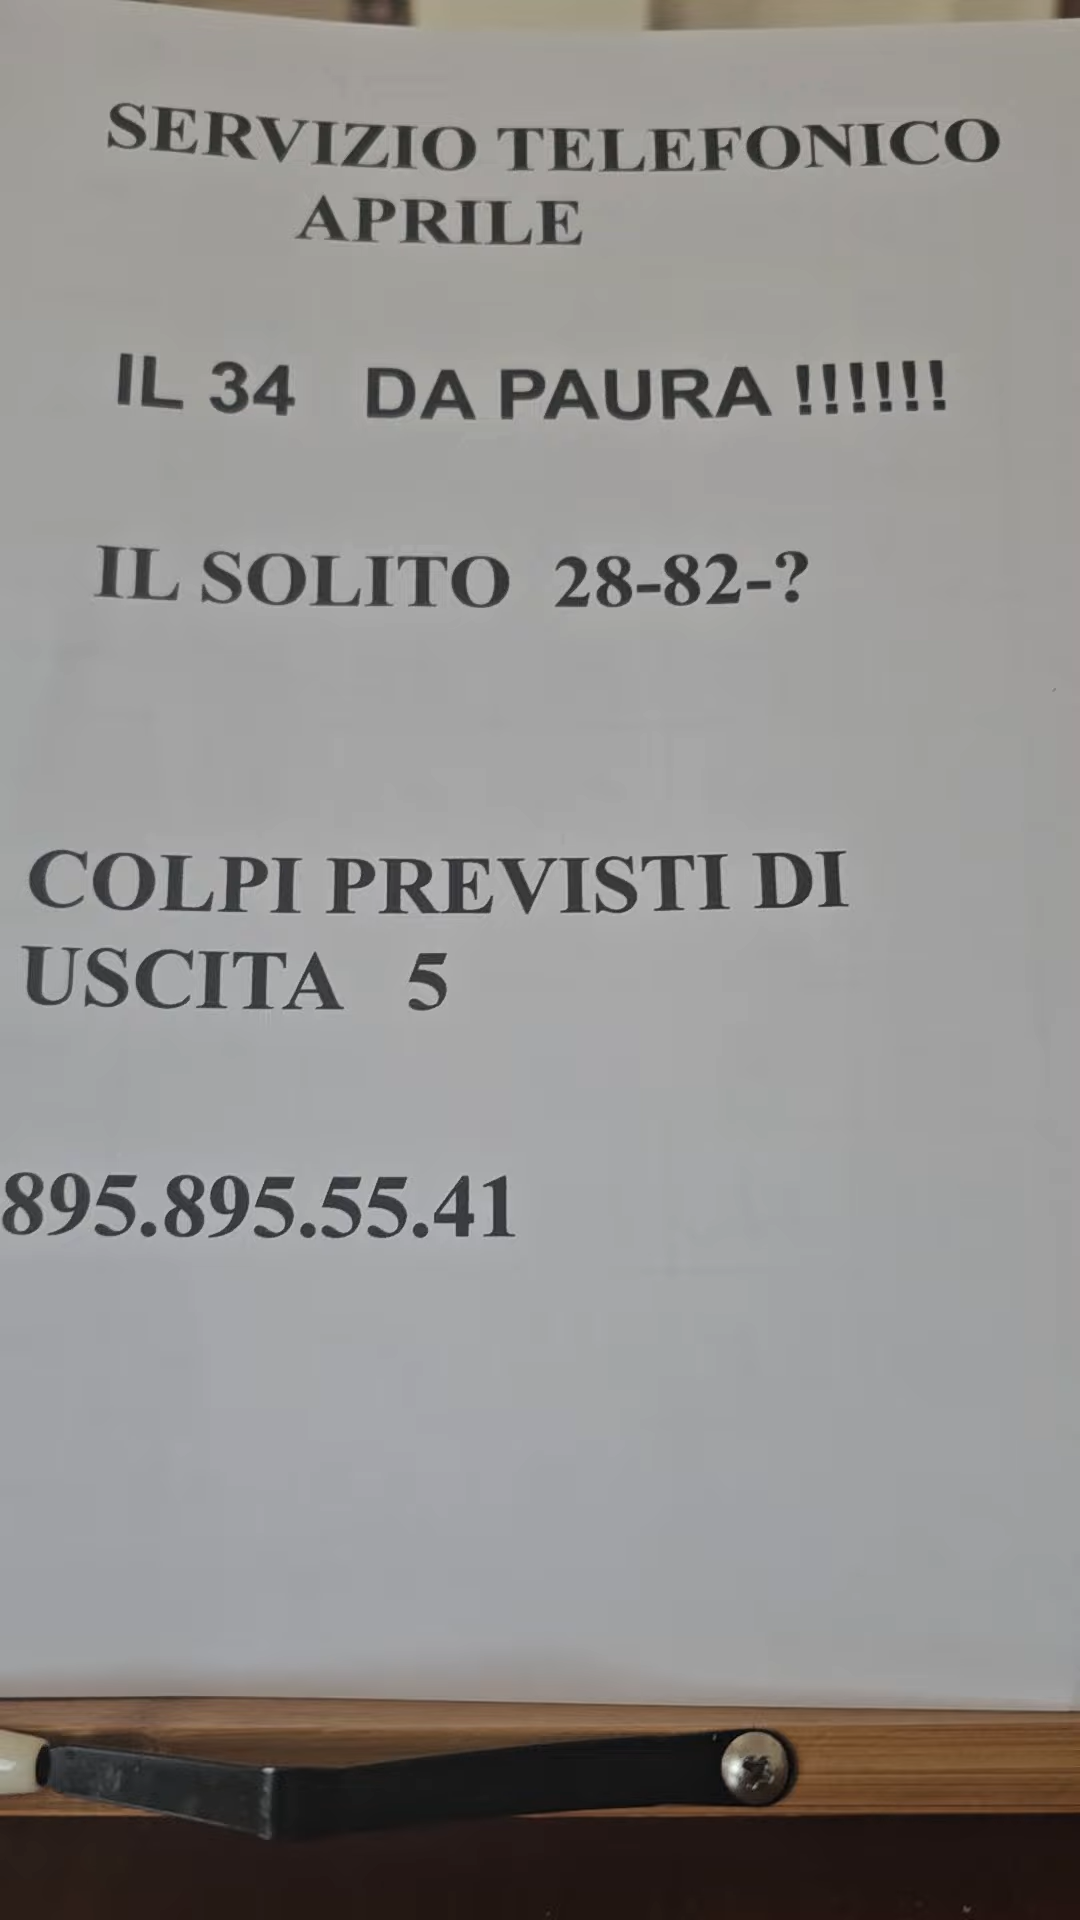 SERVIZIO TELEFONICO
APRILE
IL 34 DA PAURA !!!!!!
IL SOLITO 28-82-?
COLPI PREVISTI DI
USCITA 5
895.895.55.41